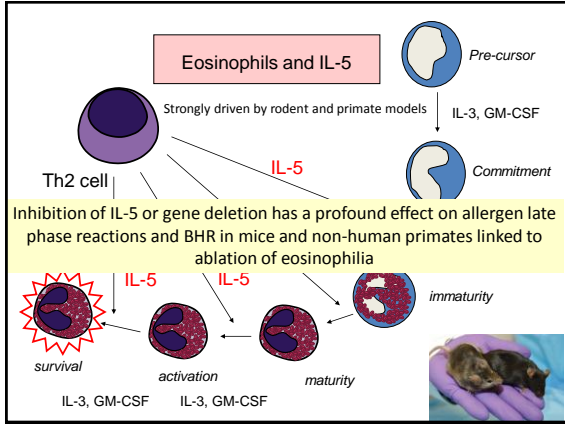 Eosinophils and IL-5
Pre-cursor
Strongly driven by rodent and primate models
IL-3, GM-CSF
IL-5
Th2 cell
Commitment
Inhibition of IL-5 or gene deletion has a profound effect on allergen late
phase reactions and BHR in mice and non-human primates linked to
ablation of eosinophilia
IL-5
IL-5
immaturity
survival
activation
maturity
IL-3, GM-CSF
IL-3, GM-CSF